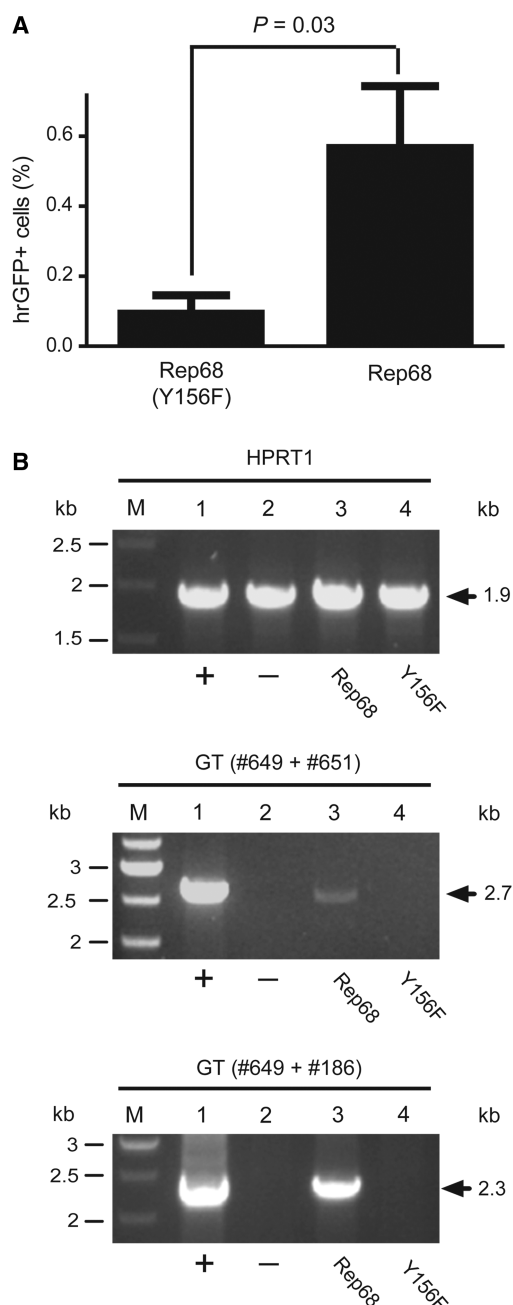 A
P = 0.03
hrGFP+ cells (%)
0.6
0.4
0.2
0.0
Rep68
(Y156F)
Rep68
B
HPRT1
kb M 1 2 3 4 kb
2.5
2
1.5
1.9
+ – Rep68 Y156F
GT (#649 + #651)
kb M 1 2 3 4 kb
3
2.5
2
2.7
+ – Rep68 Y156F
GT (#649 + #186)
kb M 1 2 3 4 kb
3
2.5
2
2.3
+ – Rep68 Y156F